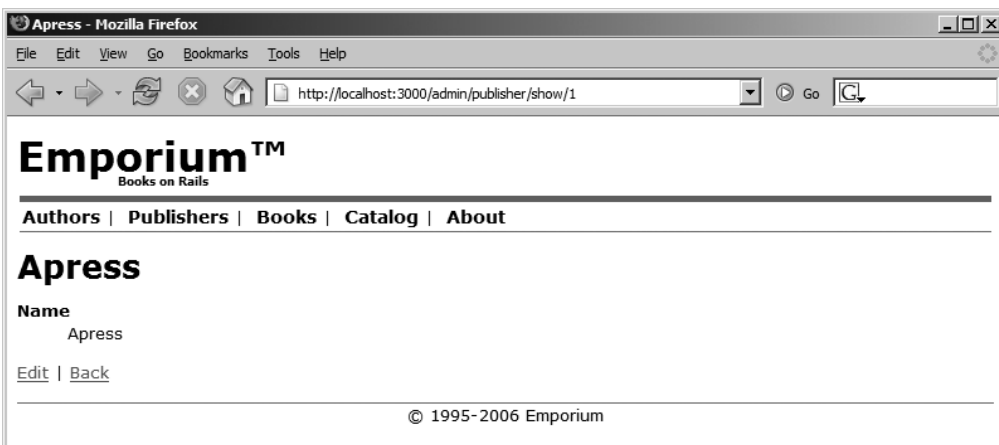 Apress - Mozilla Firefox
File Edit View Go Bookmarks Tools Help
http://localhost:3000/admin/publisher/show/1 Go G
Emporium™
Books on Rails
Authors | Publishers | Books | Catalog | About
Apress
Name
Apress
Edit | Back
© 1995-2006 Emporium